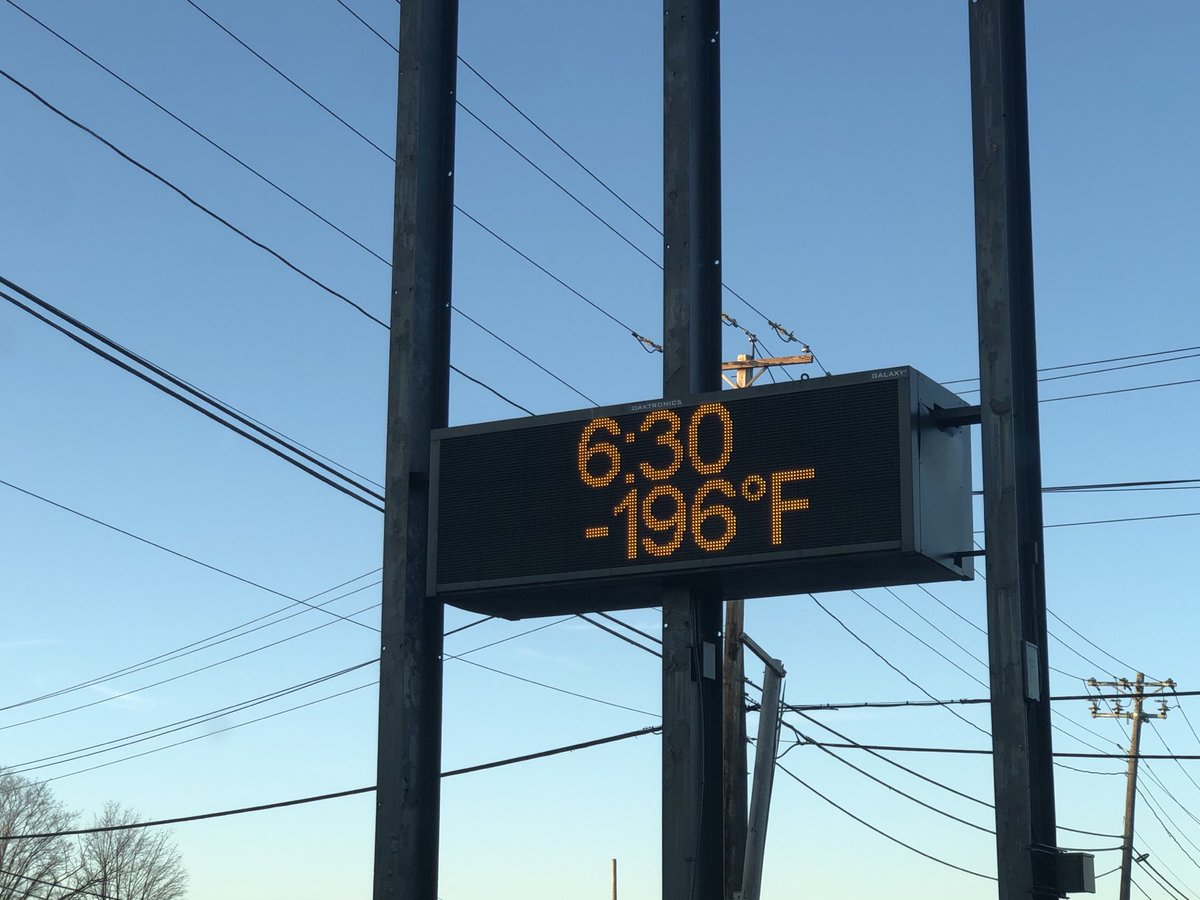 DAKTRONICS
GALAXY
6:30
-196°F